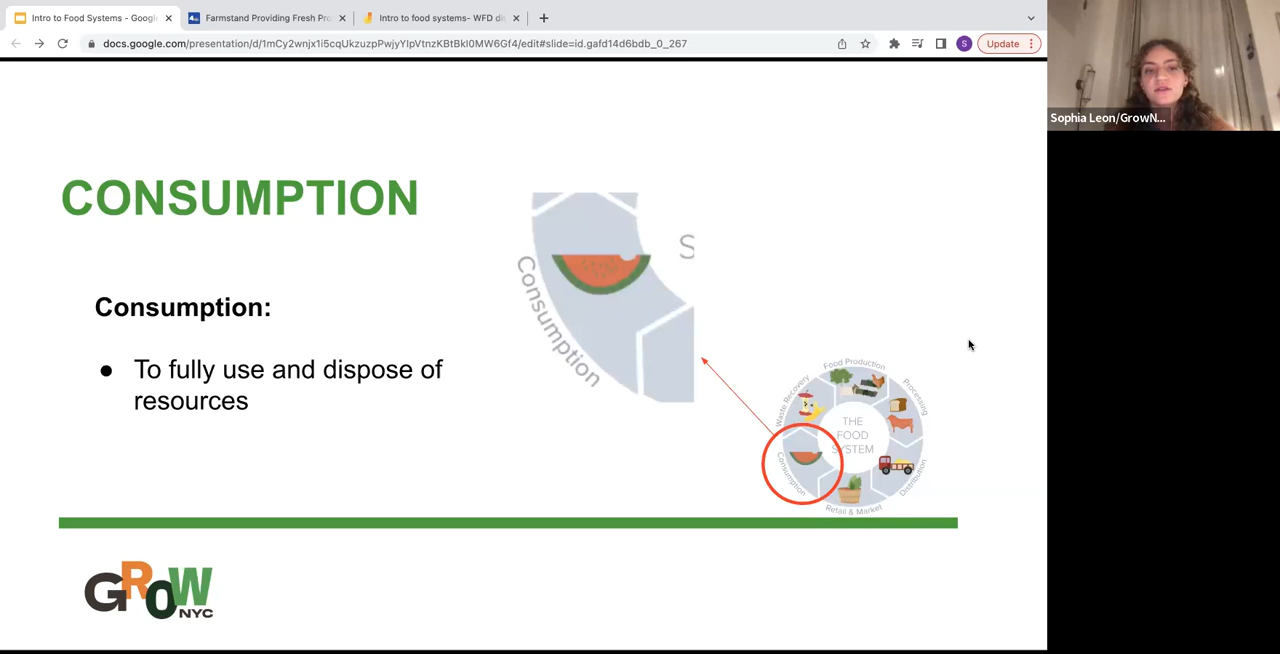 Intro to Food Systems - Google
Farmstand Providing Fresh Pro
Intro to food systems- WFD di
docs.google.com/presentation/d/1mCy2wnjx1i5cqUkzuzpPwjyYIpVtnzKBtBkI0MW6Gf4/edit#slide=id.gafd14d6bdb_0_267
S
Update
Sophia Leon/GrowN...
CONSUMPTION
Consumption:
● To fully use and dispose of
resources
S
Consumption
Food Production
Processing
Distribution
Retail & Market
Consumption
Waste Recovery
THE
FOOD
SYSTEM
GROW
NYC